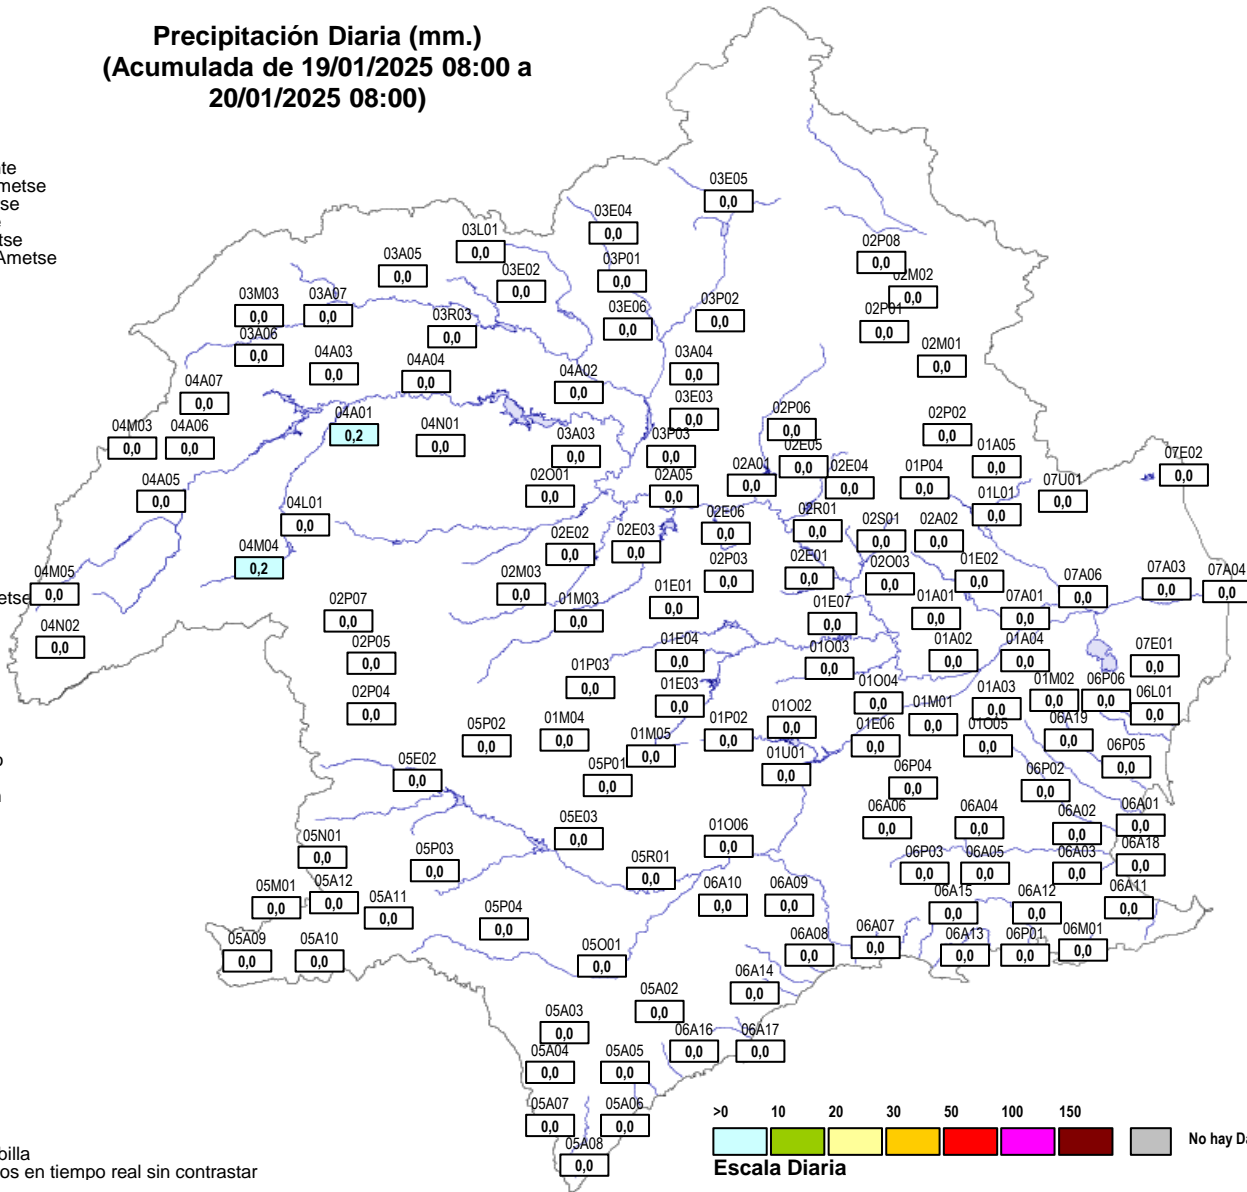 Precipitación Diaria (mm.)
(Acumulada de 19/01/2025 08:00 a
20/01/2025 08:00)
03E05
0,0
03E04
0,0
03L01
0,0
03A05
0,0
03P01
0,0
03E02
0,0
02P08
0,0
02M02
0,0
03M03
0,0
03A07
0,0
03R03
0,0
03E06
0,0
03P02
0,0
02P01
0,0
03A06
0,0
04A03
0,0
04A04
0,0
04A02
0,0
03A04
0,0
02M01
0,0
04A07
0,0
04A01
0,2
04N01
0,0
03E03
0,0
02P06
0,0
02P02
0,0
04M03
0,0
04A06
0,0
03A03
0,0
03P03
0,0
02E05
0,0
01A05
0,0
07E02
0,0
04A05
0,0
02O01
0,0
02A05
0,0
02A01
0,0
02E04
0,0
01P04
0,0
01L01
0,0
07U01
0,0
04L01
0,0
02E02
0,0
02E03
0,0
02E06
0,0
02R01
0,0
02S01
0,0
02A02
0,0
04M04
0,2
04M05
0,0
etse
04N02
0,0
02M03
0,0
01M03
0,0
01E01
0,0
02P03
0,0
02E01
0,0
02O03
0,0
01E02
0,0
07A06
0,0
07A03
0,0
07A04
0,0
02P07
0,0
01E07
0,0
01A01
0,0
07A01
0,0
02P05
0,0
01E04
0,0
01O03
0,0
01A02
0,0
01A04
0,0
07E01
0,0
02P04
0,0
01P03
0,0
01E03
0,0
01O04
0,0
01M01
0,0
01A03
0,0
01M02
0,0
06P06
0,0
06L01
0,0
05P02
0,0
01M04
0,0
01M05
0,0
01P02
0,0
01O02
0,0
01E06
0,0
01O05
0,0
06A19
0,0
06P05
0,0
05E02
0,0
05P01
0,0
01U01
0,0
06P04
0,0
06P02
0,0
05E03
0,0
01O06
0,0
06A06
0,0
06A04
0,0
06A02
0,0
06A01
0,0
05N01
0,0
05P03
0,0
05R01
0,0
06P03
0,0
06A05
0,0
06A03
0,0
06A18
0,0
05M01
0,0
05A12
0,0
05A11
0,0
06A10
0,0
06A09
0,0
06A15
0,0
06A12
0,0
06A11
0,0
05A09
0,0
05A10
0,0
05P04
0,0
05O01
0,0
06A08
0,0
06A07
0,0
06A13
0,0
06P01
0,0
06M01
0,0
05A02
0,0
06A14
0,0
05A03
0,0
06A16
0,0
06A17
0,0
05A04
0,0
05A05
0,0
05A07
0,0
05A06
0,0
05A08
0,0
>0 10 20 30 50 100 150
No hay Da
Escala Diaria
billa
os en tiempo real sin contrastar